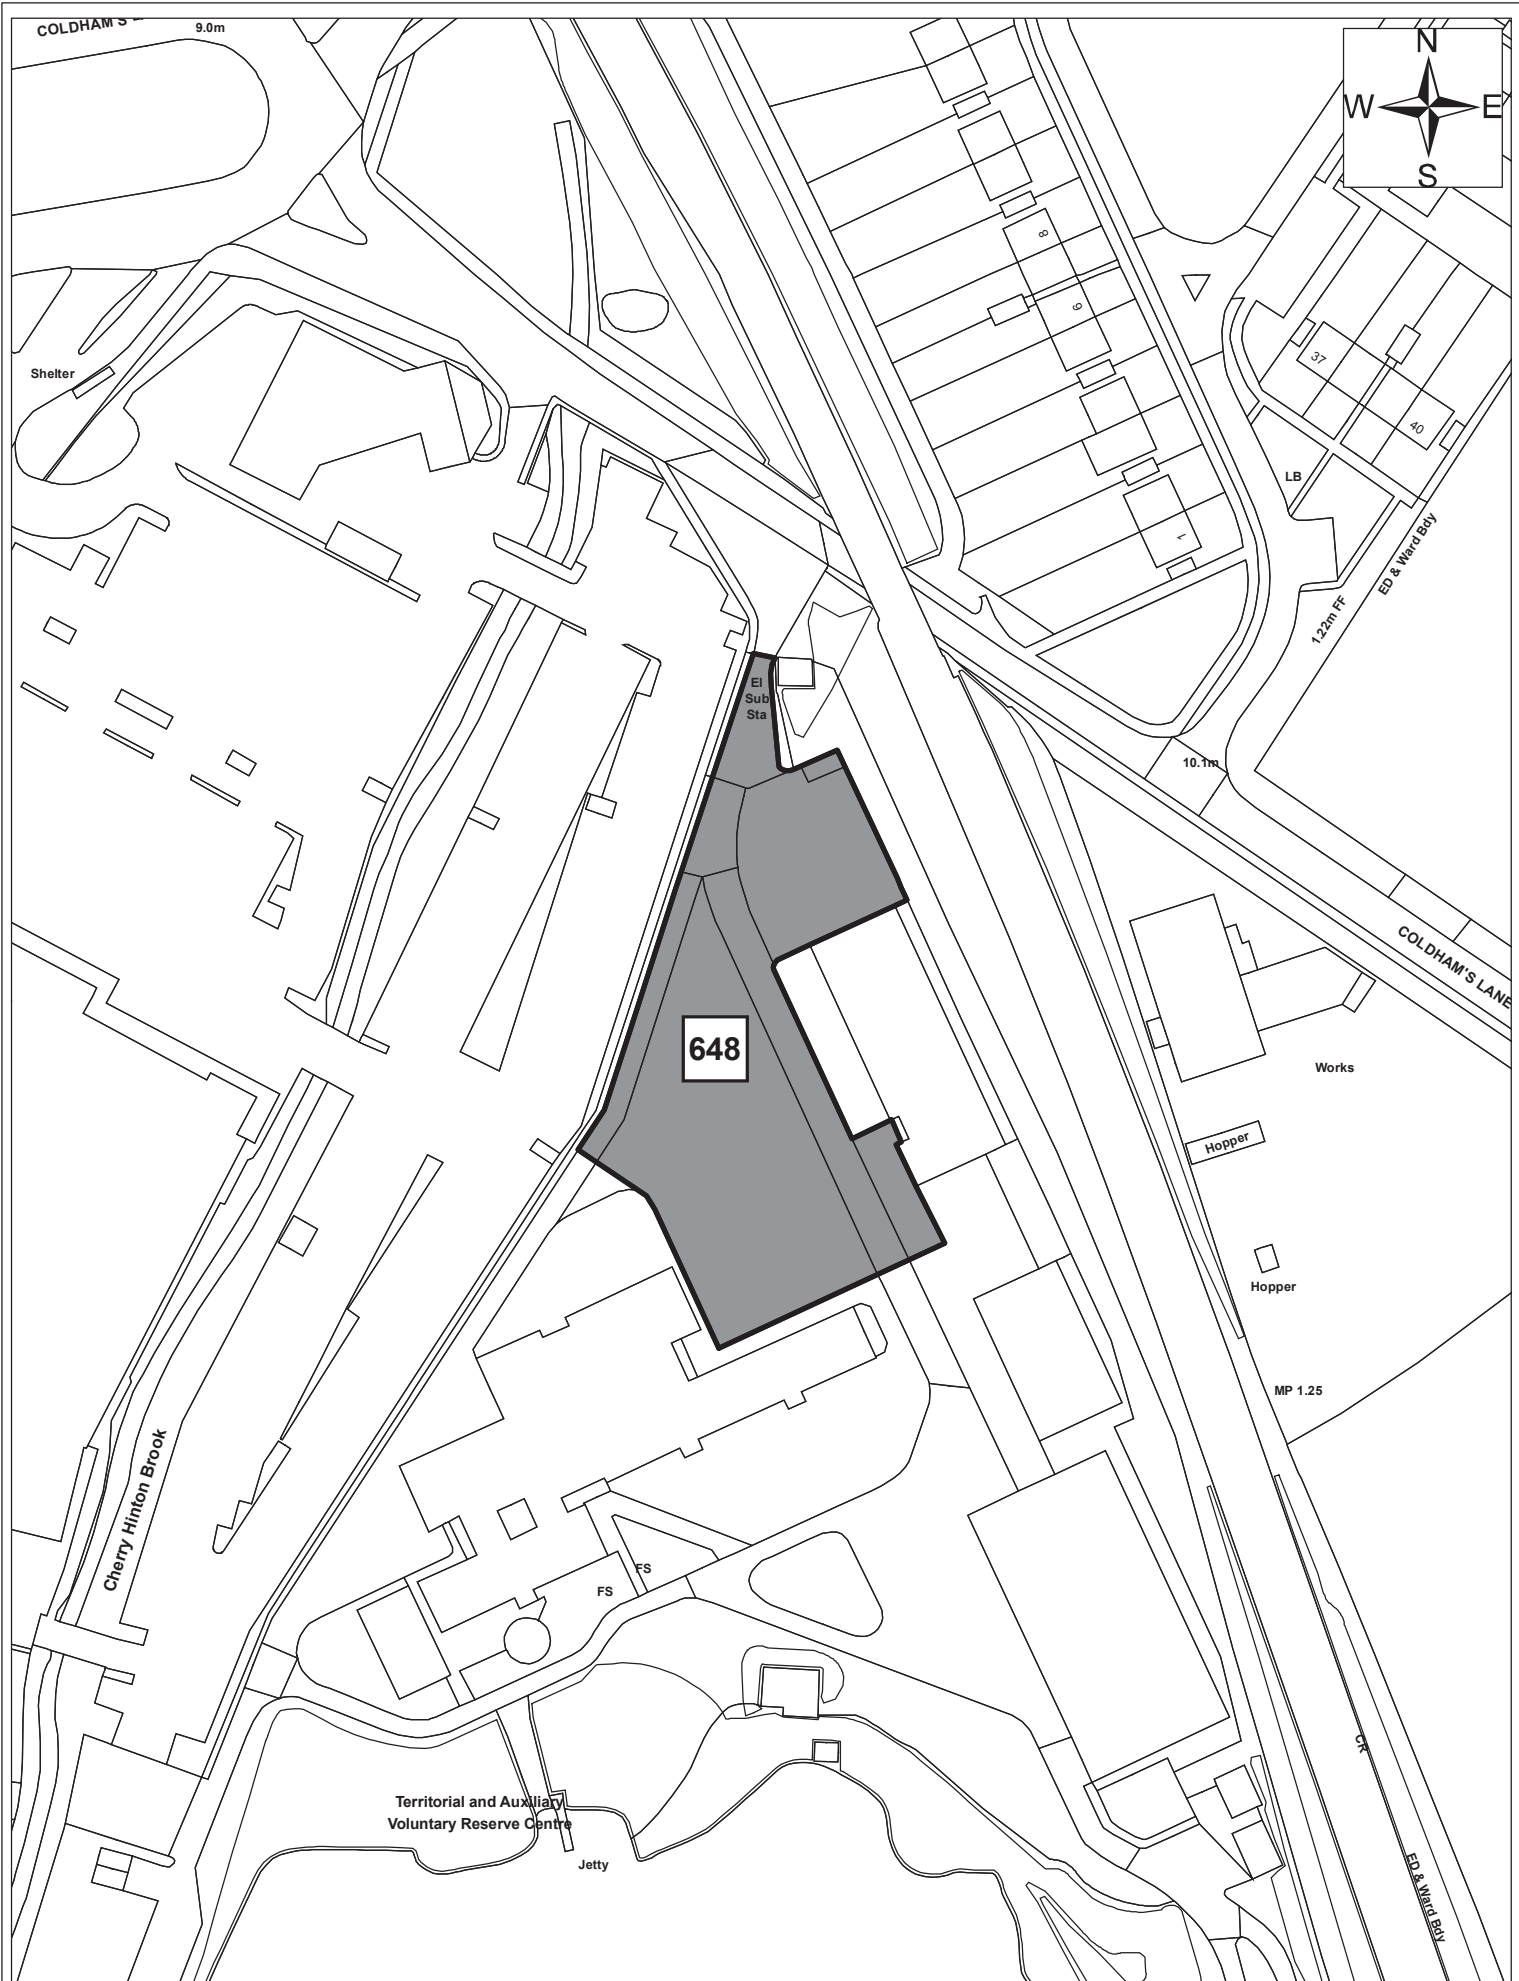 COLDHAM'S
9.0m
N
W
E
S
8
9
37
40
Shelter
LB
1
ED & Ward Bdy
1.22m FF
El
Sub
Sta
10.1m
COLDHAM'S LANE
648
Works
Hopper
Hopper
MP 1.25
Cherry Hinton Brook
FS
FS
CR
Territorial and Auxiliary
Voluntary Reserve Centre
Jetty
ED & Ward Bdy